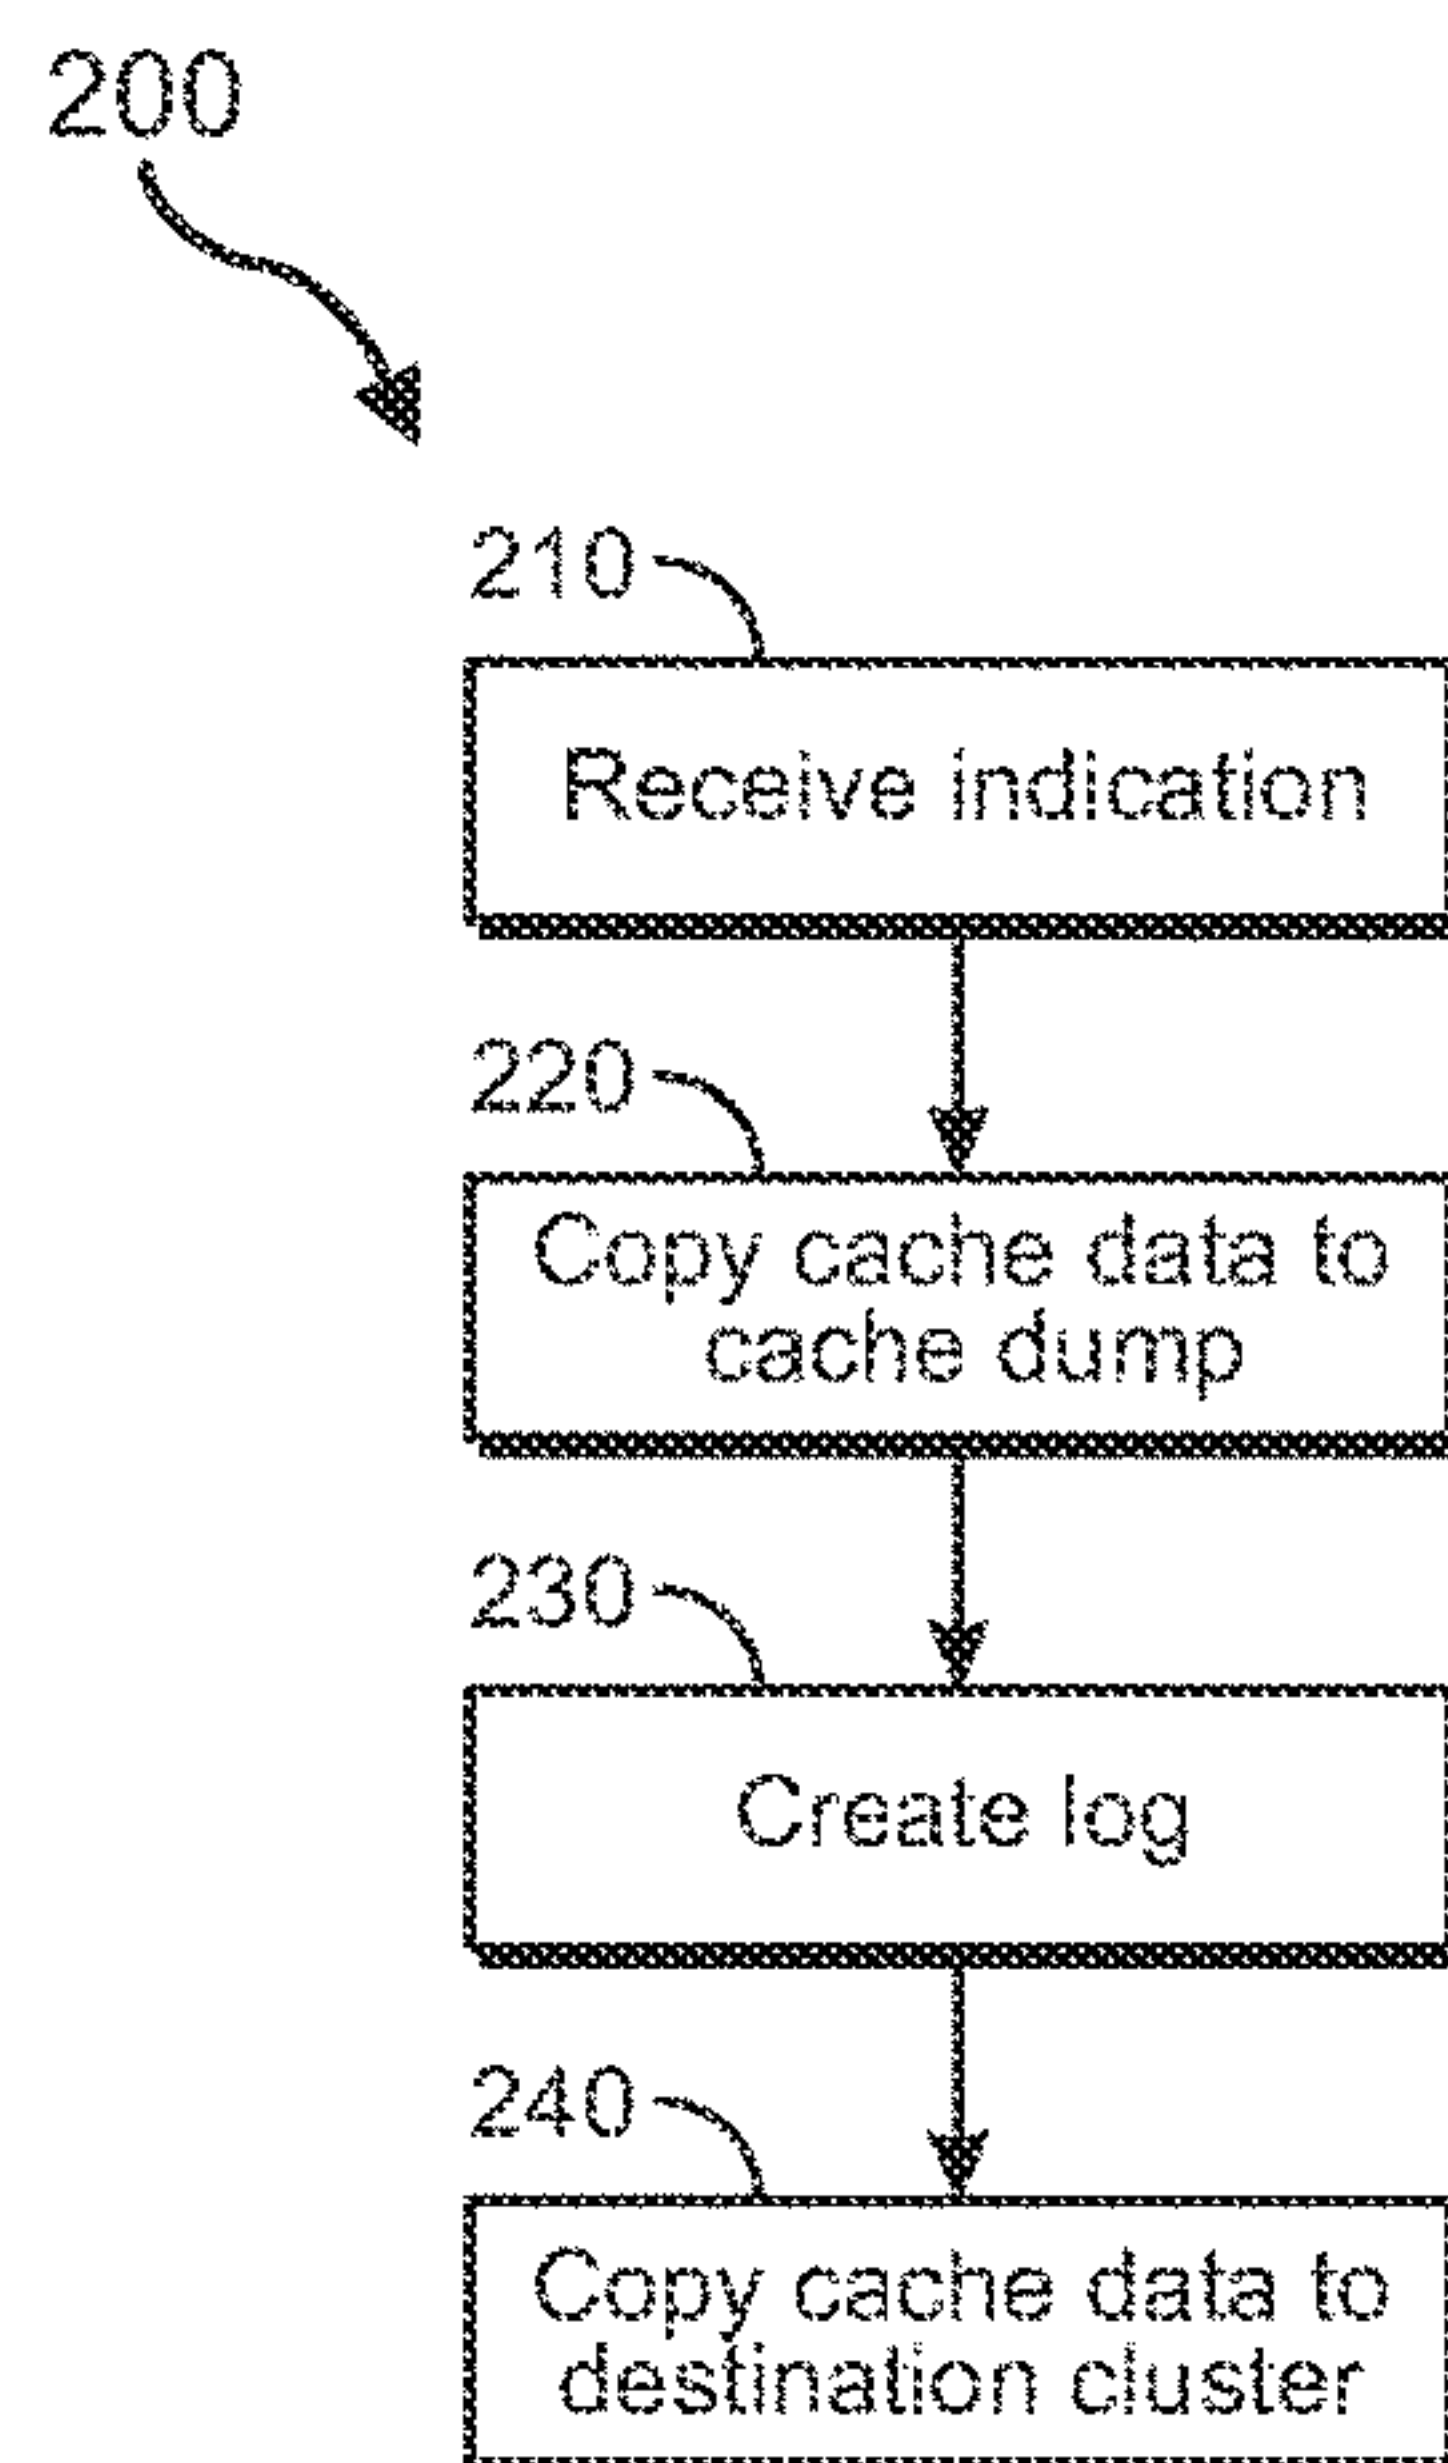 200
210
Receive indication
220
Copy cache data to
cache dump
230
Create log
240
Copy cache data to
destination cluster